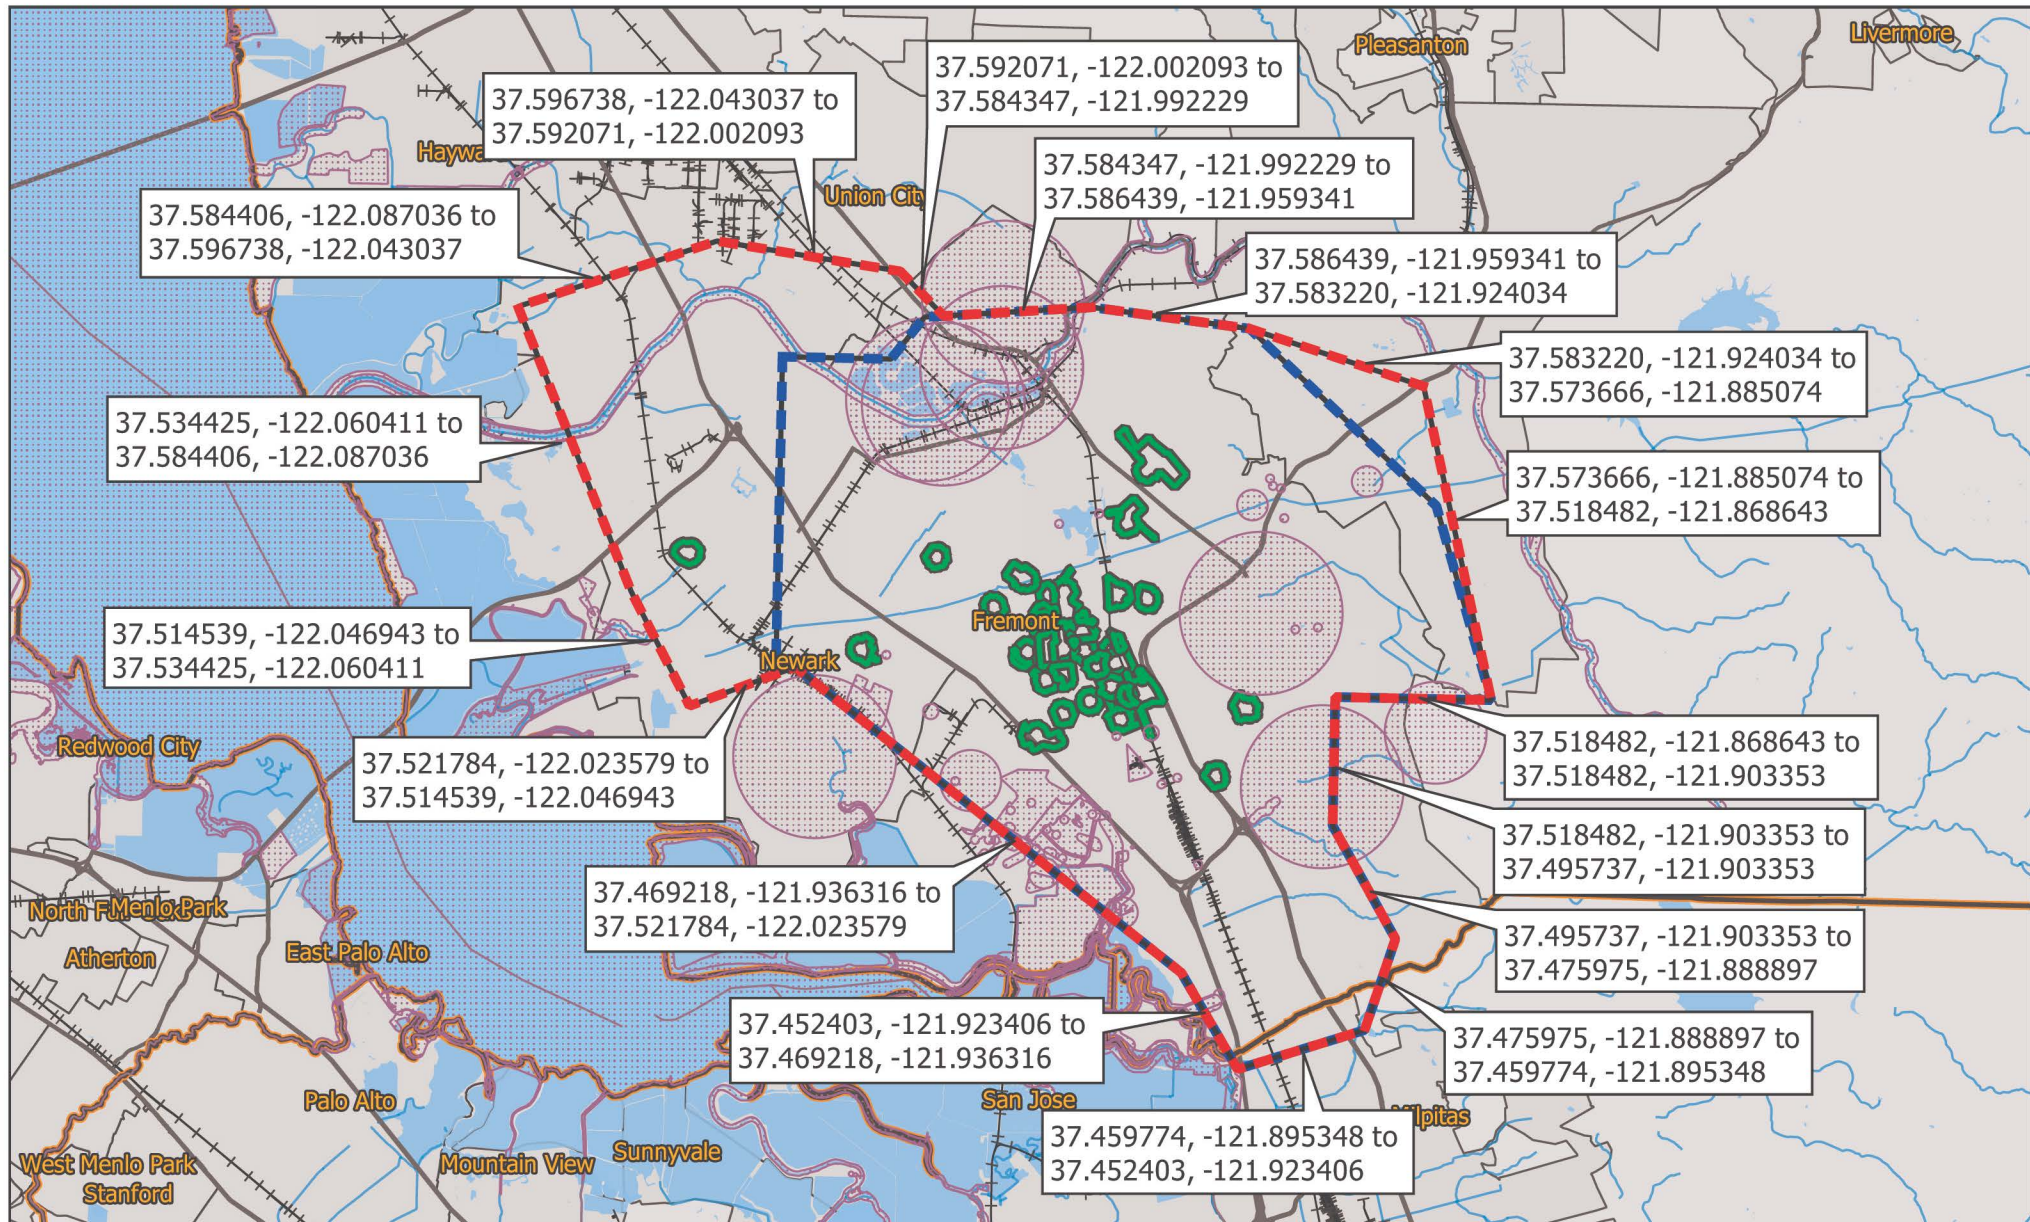 Pleasanton
Livermore
37.592071, -122.002093 to
37.584347, -121.992229
37.596738, -122.043037 to
37.592071, -122.002093
37.584347, -121.992229 to
37.586439, -121.959341
Union City
37.584406, -122.087036 to
37.596738, -122.043037
37.586439, -121.959341 to
37.583220, -121.924034
37.583220, -121.924034 to
37.573666, -121.885074
37.534425, -122.060411 to
37.584406, -122.087036
37.573666, -121.885074 to
37.518482, -121.868643
37.514539, -122.046943 to
37.534425, -122.060411
Fremont
Newark
Redwood City
37.521784, -122.023579 to
37.514539, -122.046943
37.518482, -121.868643 to
37.518482, -121.903353
37.518482, -121.903353 to
37.495737, -121.903353
37.469218, -121.936316 to
37.521784, -122.023579
North F
Menlo Park
Atherton
East Palo Alto
37.495737, -121.903353 to
37.475975, -121.888897
37.452403, -121.923406 to
37.469218, -121.936316
37.475975, -121.888897 to
37.459774, -121.895348
Palo Alto
San Jose
ilpitas
37.459774, -121.895348 to
37.452403, -121.923406
West Menlo Park
Stanford
Mountain View
Sunnyvale